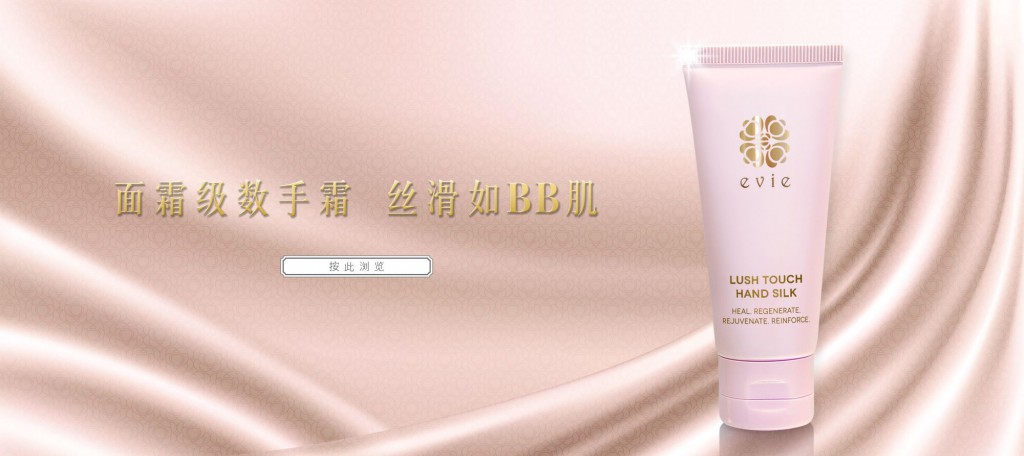 面霜级数手霜 丝滑如BB肌
按此浏览
evie
LUSH TOUCH
HAND SILK
HEAL. REGENERATE.
REJUVENATE. REINFORCE.